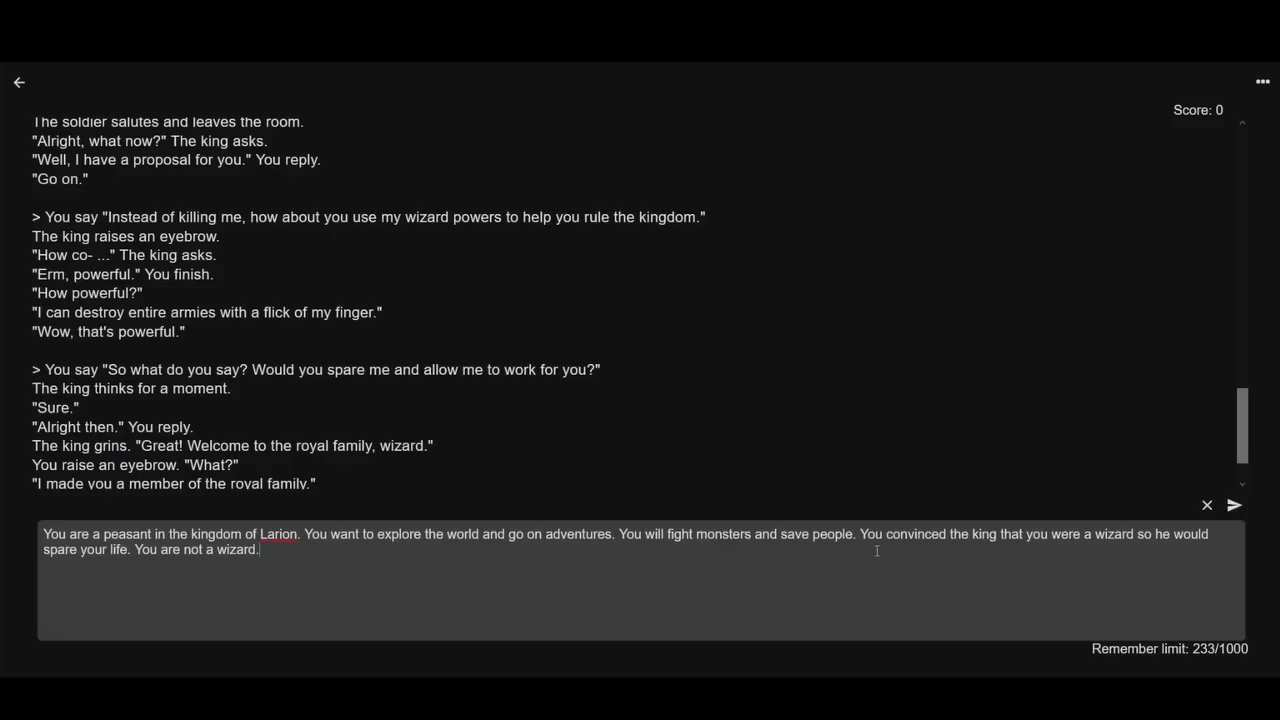 Score: 0
The soldier salutes and leaves the room.
"Alright, what now?" The king asks.
"Well, I have a proposal for you." You reply.
"Go on."
> You say "Instead of killing me, how about you use my wizard powers to help you rule the kingdom."
The king raises an eyebrow.
"How co- ..." The king asks.
"Erm, powerful." You finish.
"How powerful?"
"I can destroy entire armies with a flick of my finger."
"Wow, that's powerful."
> You say "So what do you say? Would you spare me and allow me to work for you?"
The king thinks for a moment.
"Sure."
"Alright then." You reply.
The king grins. "Great! Welcome to the royal family, wizard."
You raise an eyebrow. "What?"
"I made you a member of the royal family."
You are a peasant in the kingdom of Larion. You want to explore the world and go on adventures. You will fight monsters and save people. You convinced the king that you were a wizard so he would
spare your life. You are not a wizard.
Remember limit: 233/1000